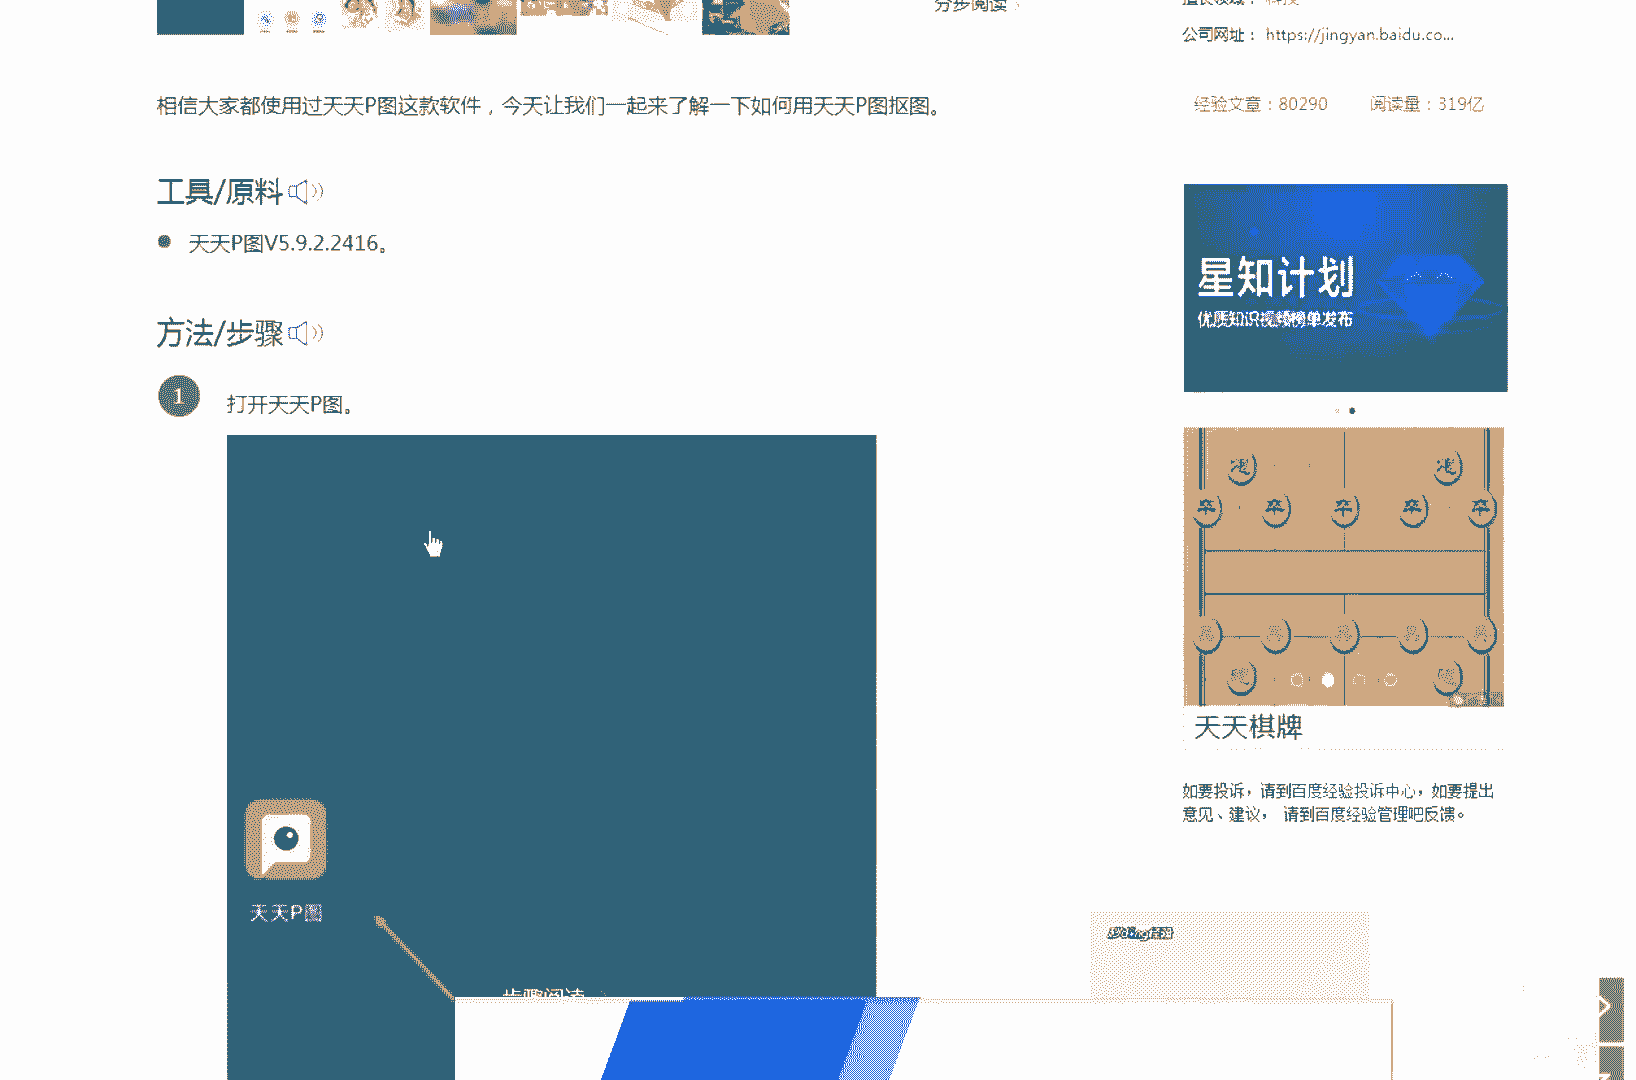 分步阅读
公司网址： https://jingyan.baidu.co...
相信大家都使用过天天P图这款软件，今天让我们一起来了解一下如何用天天P图抠图。
经验文章：80290 阅读量：319亿
工具/原料
天天P图V5.9.2.2416。
方法/步骤
1 打开天天P图。
天天P图
步骤阅读
星知计划
优质知识视频榜单发布
卒 卒 卒 卒 卒
天天棋牌
如要投诉，请到百度经验投诉中心，如要提出
意见、建议， 请到百度经验管理吧反馈。